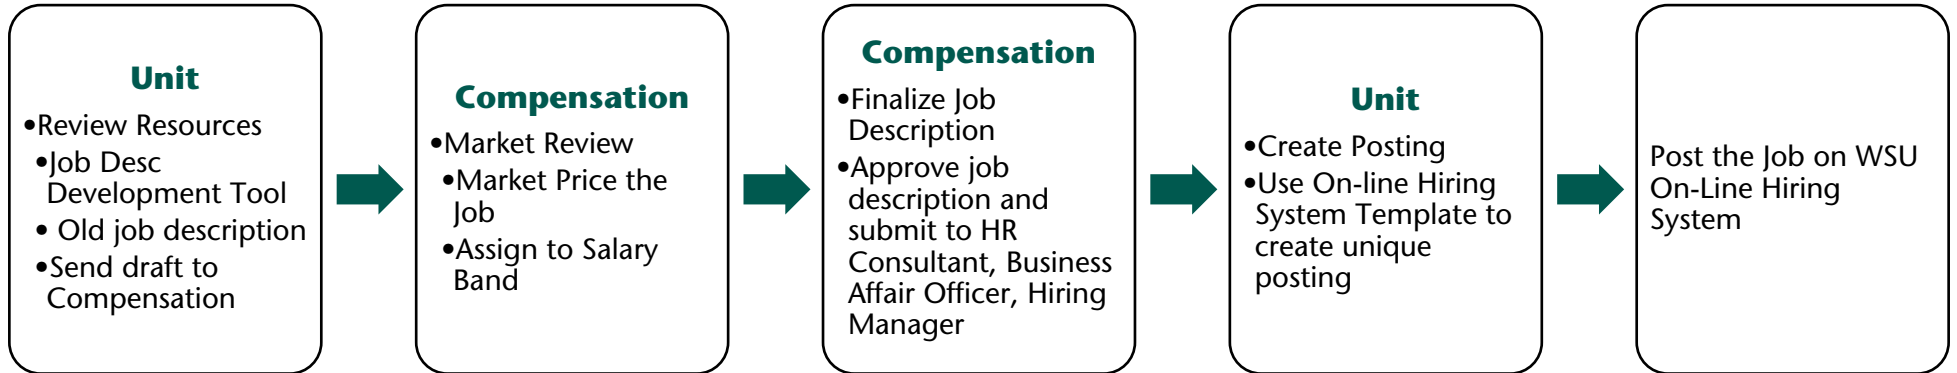 Unit
•Review Resources
•Job Desc
Development Tool
• Old job description
•Send draft to
Compensation
Compensation
•Market Review
•Market Price the
Job
•Assign to Salary
Band
Compensation
•Finalize Job
Description
•Approve job
description and
submit to HR
Consultant, Business
Affair Officer, Hiring
Manager
Unit
•Create Posting
•Use On-line Hiring
System Template to
create unique
posting
Post the Job on WSU
On-Line Hiring
System